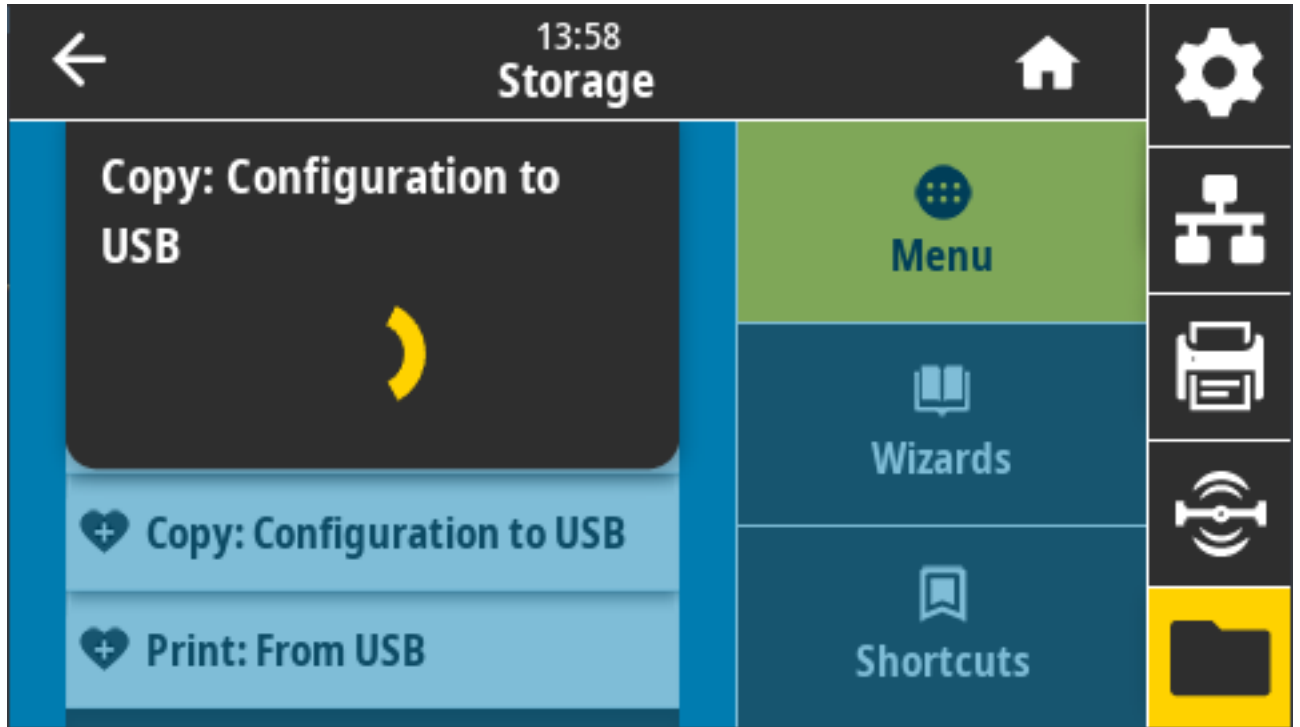 13:58
Storage
Copy: Configuration to
USB
Menu
Wizards
Copy: Configuration to USB
Print: From USB
Shortcuts